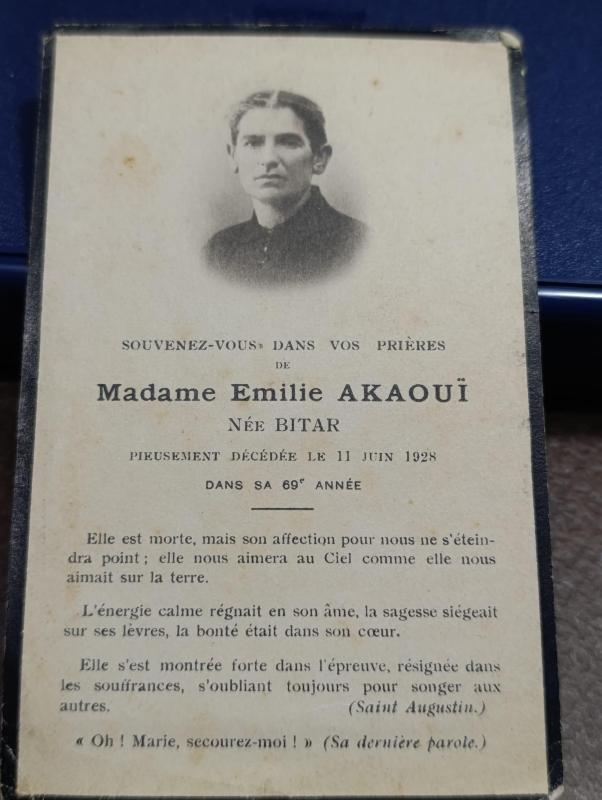 SOUVENEZ-VOUS DANS VOS PRIÈRES
DE
Madame Emilie AKAOUÏ
NÉE BITAR
PIEUSEMENT DÉCÉDÉE LE 11 JUIN 1928
DANS SA 69e ANNÉE
Elle est morte, mais son affection pour nous ne s'étein-
dra point ; elle nous aimera au Ciel comme elle nous
aimait sur la terre.
L'énergie calme régnait en son âme, la sagesse siégeait
sur ses lèvres, la bonté était dans son cœur.
Elle s'est montrée forte dans l'épreuve, résignée dans
les souffrances, s'oubliant toujours pour songer aux
autres. (Saint Augustin.)
« Oh ! Marie, secourez-moi ! » (Sa dernière parole.)